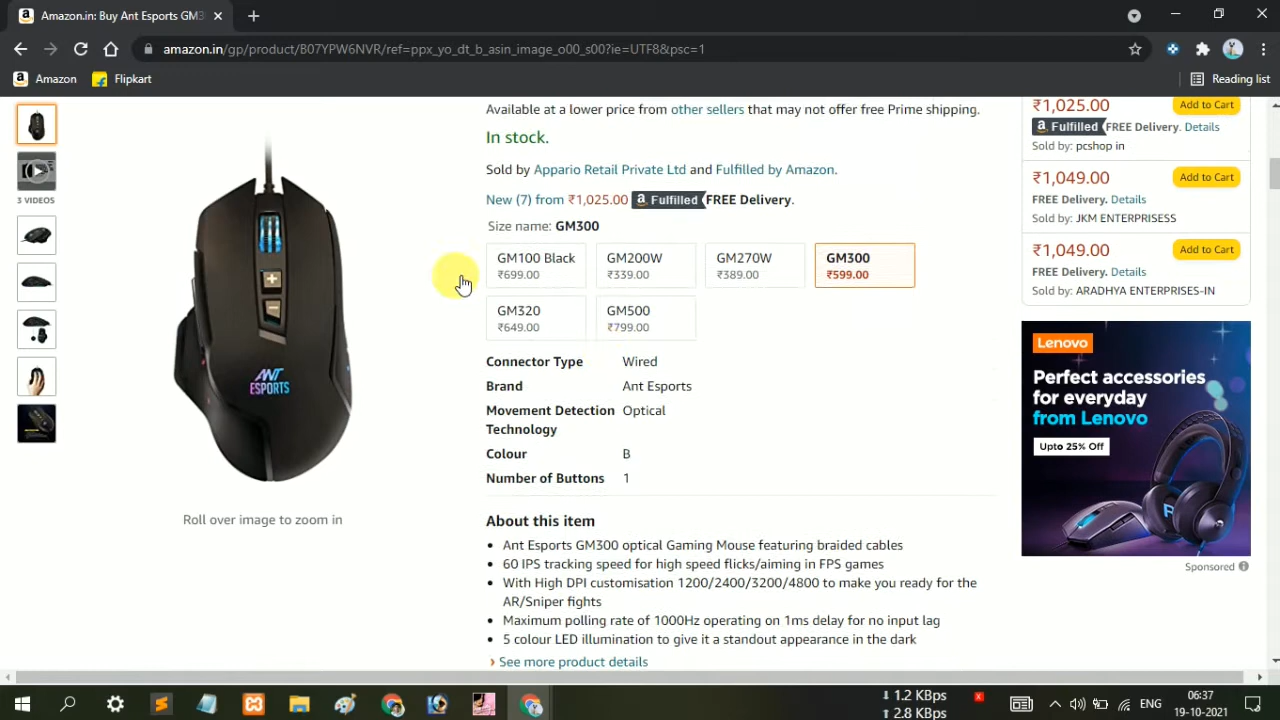 Amazon.in: Buy Ant Esports GM3
amazon.in/gp/product/B07YPW6NVR/ref=ppx_yo_dt_b_asin_image_o00_s00?ie=UTF8&psc=1
Amazon
Flipkart
Reading list
3 VIDEOS
+
ANT
ESPORTS
Roll over image to zoom in
Available at a lower price from other sellers that may not offer free Prime shipping.
In stock.
Sold by Appario Retail Private Ltd and Fulfilled by Amazon.
New (7) from ₹1,025.00 a Fulfilled FREE Delivery.
Size name: GM300
GM100 Black
₹699.00
GM200W
₹339.00
GM270W
₹389.00
GM300
₹599.00
GM320
₹649.00
GM500
₹799.00
Connector Type Wired
Brand Ant Esports
Movement Detection Optical
Technology
Colour B
Number of Buttons 1
About this item
• Ant Esports GM300 optical Gaming Mouse featuring braided cables
• 60 IPS tracking speed for high speed flicks/aiming in FPS games
• With High DPI customisation 1200/2400/3200/4800 to make you ready for the
AR/Sniper fights
• Maximum polling rate of 1000Hz operating on 1ms delay for no input lag
• 5 colour LED illumination to give it a standout appearance in the dark
› See more product details
₹1,025.00 Add to Cart
a Fulfilled FREE Delivery. Details
Sold by: pcshop in
₹1,049.00 Add to Cart
FREE Delivery. Details
Sold by: JKM ENTERPRISESS
₹1,049.00 Add to Cart
FREE Delivery. Details
Sold by: ARADHYA ENTERPRISES-IN
Lenovo
Perfect accessories
for everyday
from Lenovo
Upto 25% Off
Sponsored
1.2 KBps
2.8 KBps
ENG
06:37
19-10-2021